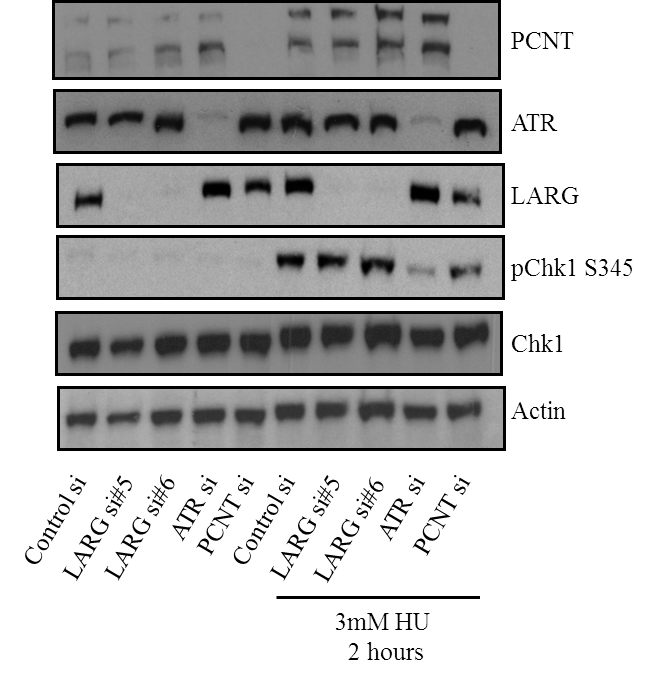 PCNT
ATR
LARG
pChk1 S345
Chk1
Actin
Control si
LARG si#5
LARG si#6
ATR si
PCNT si
Control si
LARG si#5
LARG si#6
ATR si
PCNT si
3mM HU
2 hours